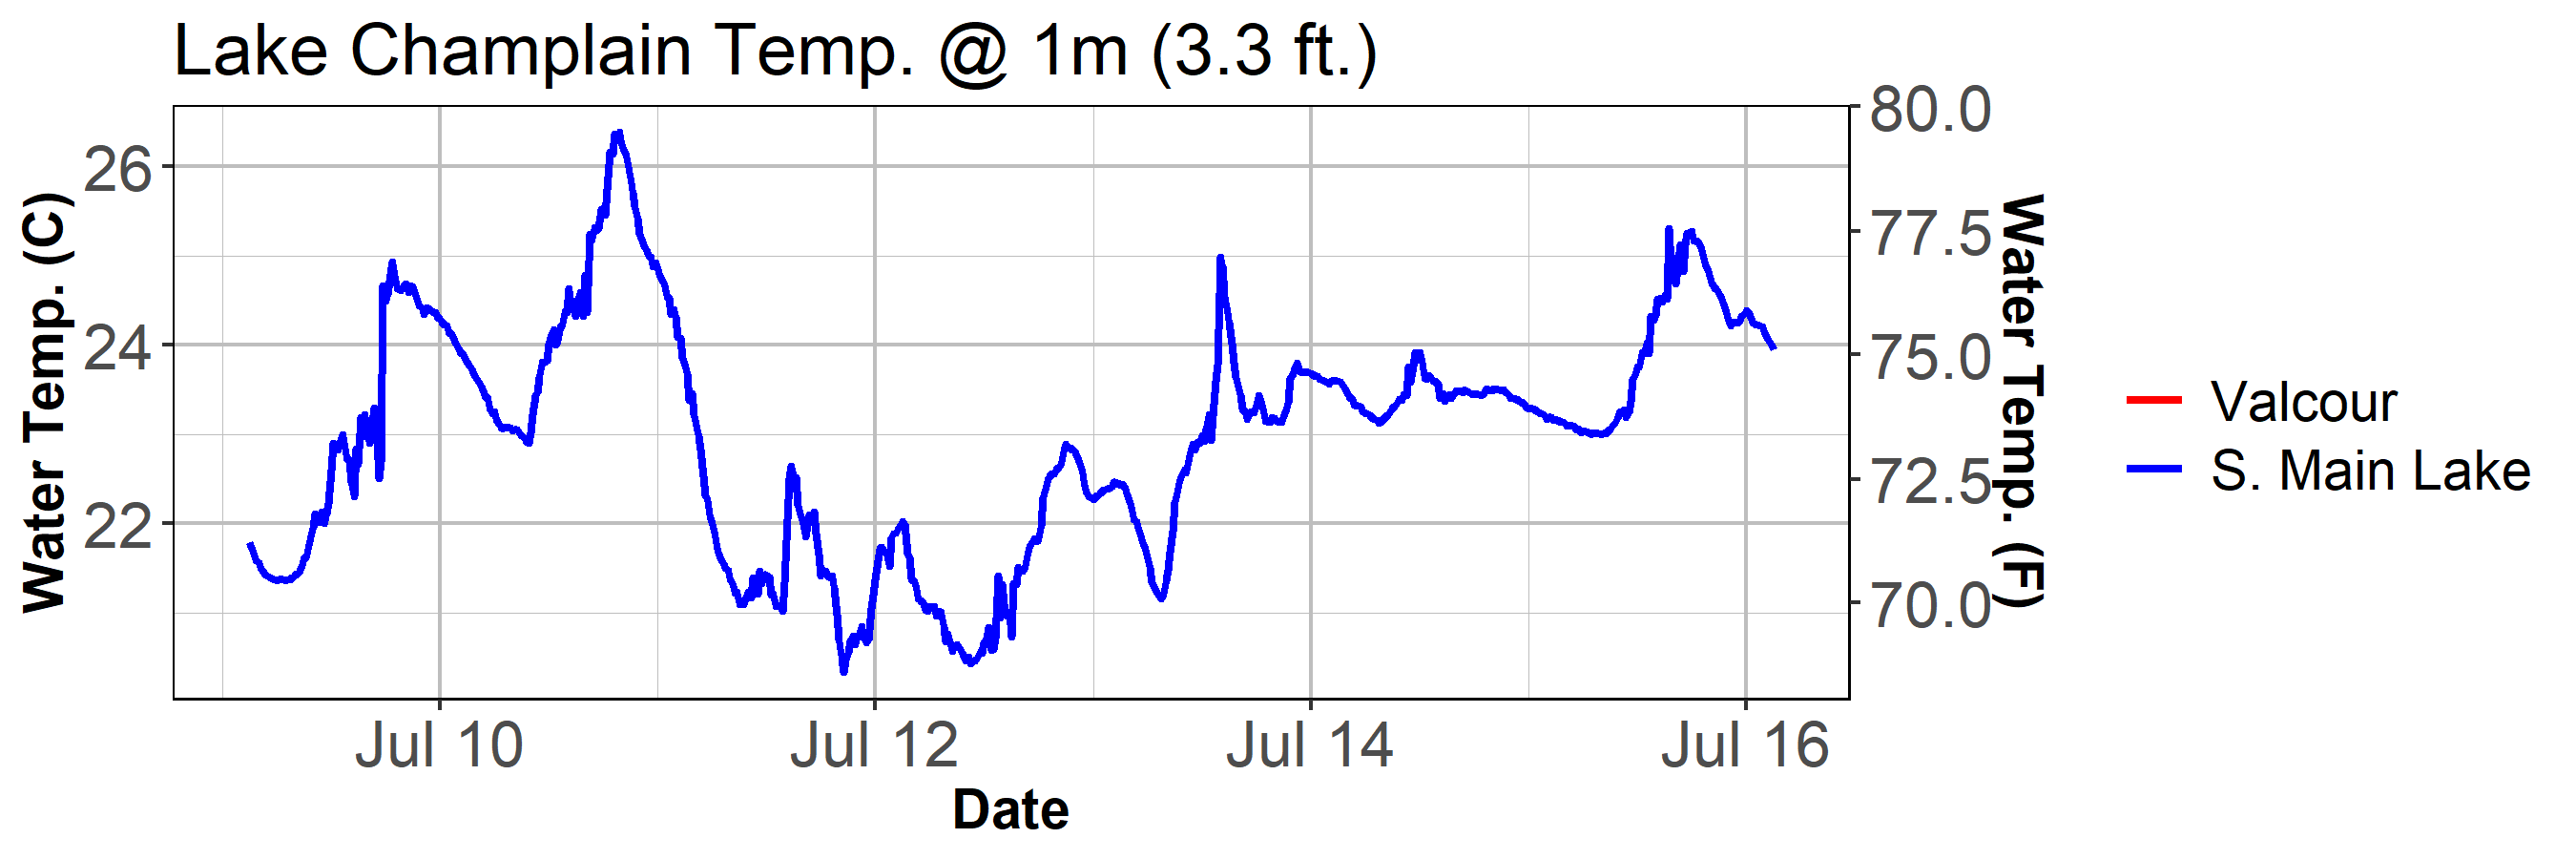 Lake Champlain Temp. @ 1m (3.3 ft.)
Water Temp. (C)
26
24
22
80.0
77.5
75.0
72.5
70.0
Water Temp. (F)
Jul 10
Jul 12
Jul 14
Jul 16
Date
Valcour
S. Main Lake